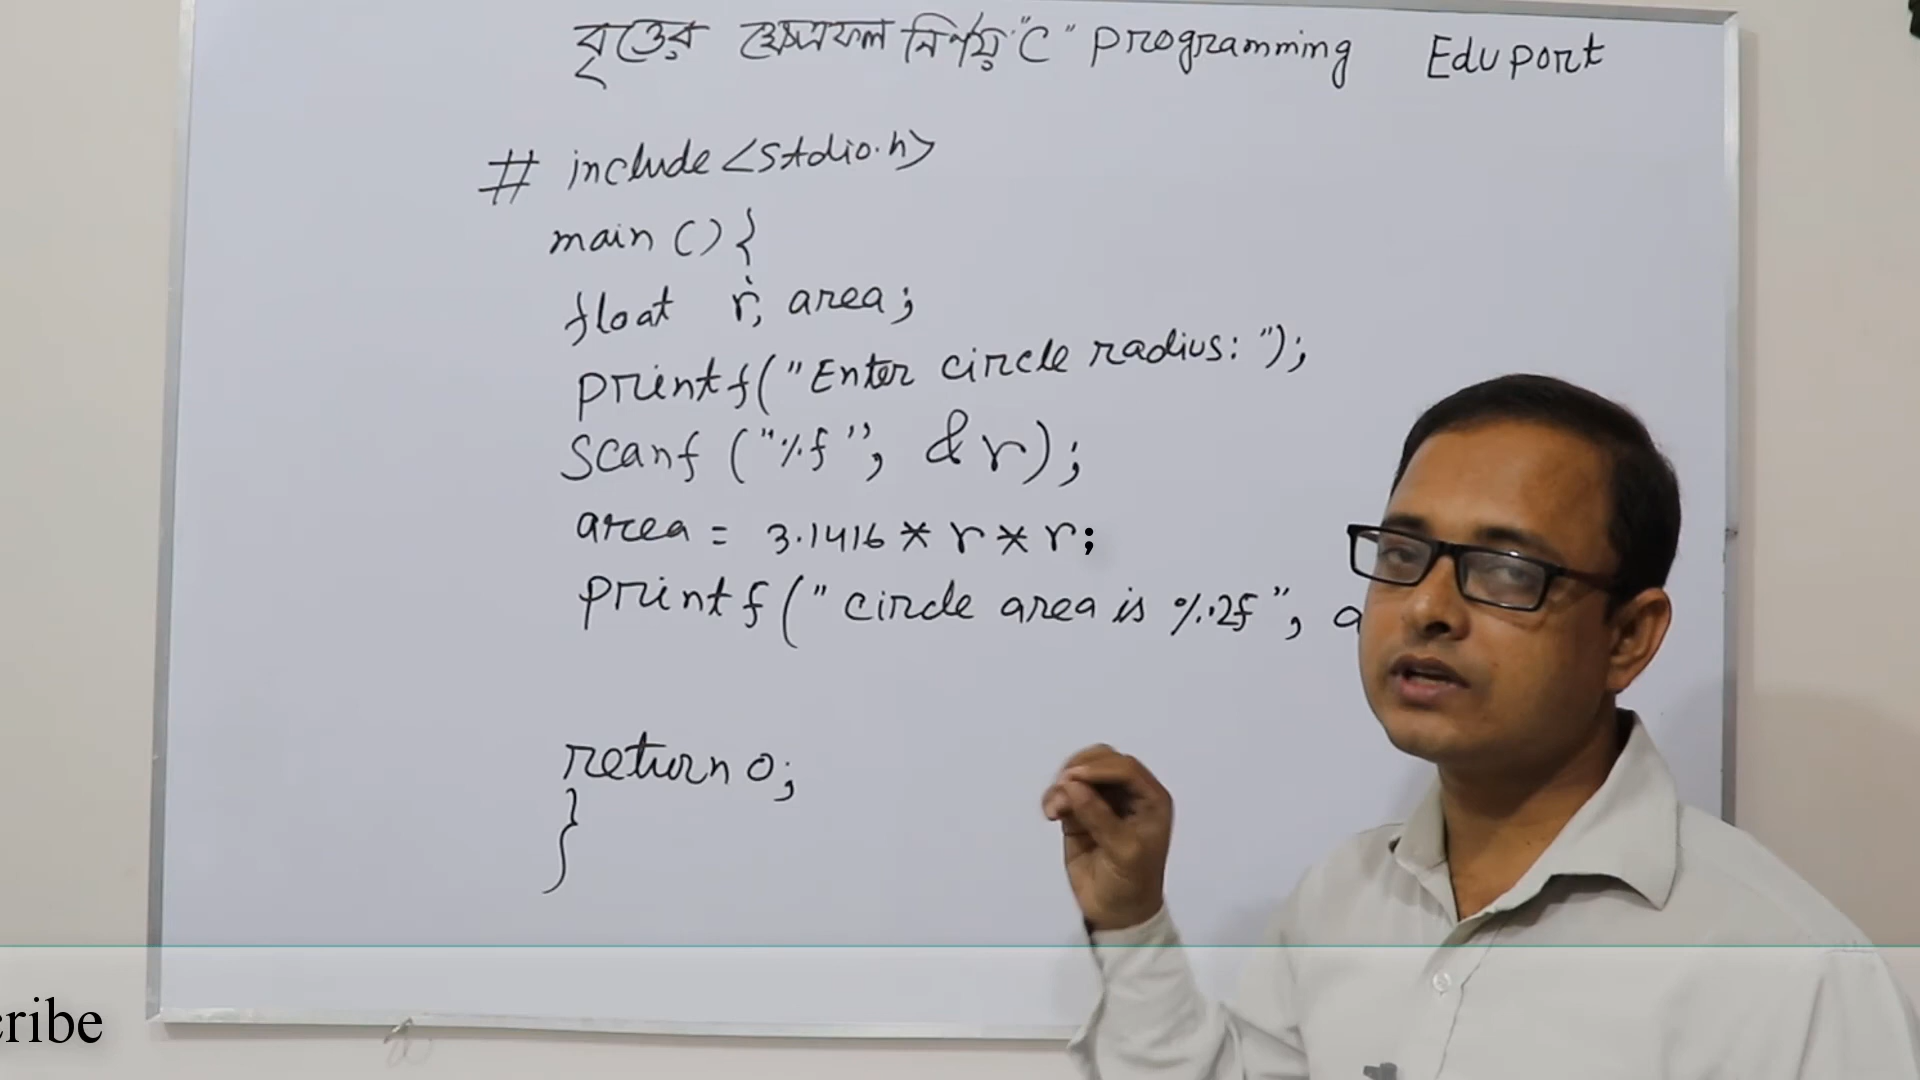 বৃত্তের ক্ষেত্রফল নির্ণয় "C" programming Eduport
# include <stdio.h>
main () {
float r, area;
printf("Enter circle radius: ");
scanf ("%f", &r);
area = 3.1416 * r * r;
printf (" circle area is %.2f", a
return 0;
}
cribe